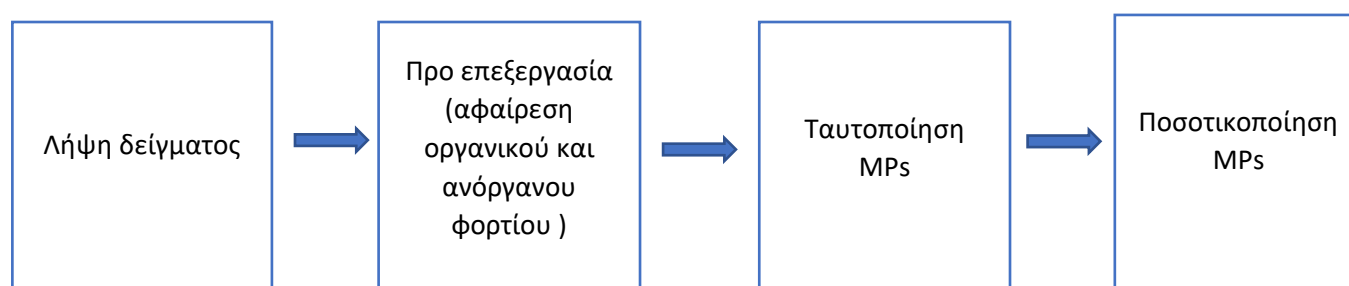 Λήψη δείγματος
Προ επεξεργασία
(αφαίρεση
οργανικού και
ανόργανου
φορτίου )
Ταυτοποίηση
MPs
Ποσοτικοποίηση
MPs